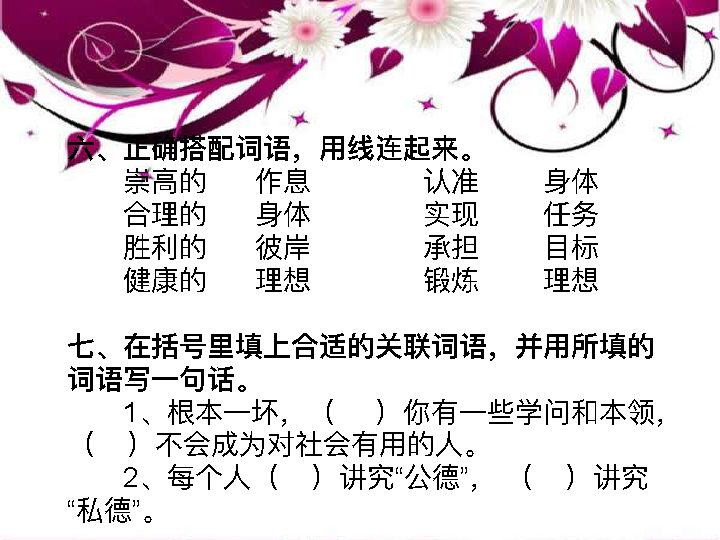 六、正确搭配词语，用线连起来。
崇高的 作息 认准 身体
合理的 身体 实现 任务
胜利的 彼岸 承担 目标
健康的 理想 锻炼 理想
七、在括号里填上合适的关联词语，并用所填的
词语写一句话。
1、根本一坏，（ ）你有一些学问和本领，
（ ）不会成为对社会有用的人。
2、每个人（ ）讲究“公德”，（ ）讲究
“私德”。